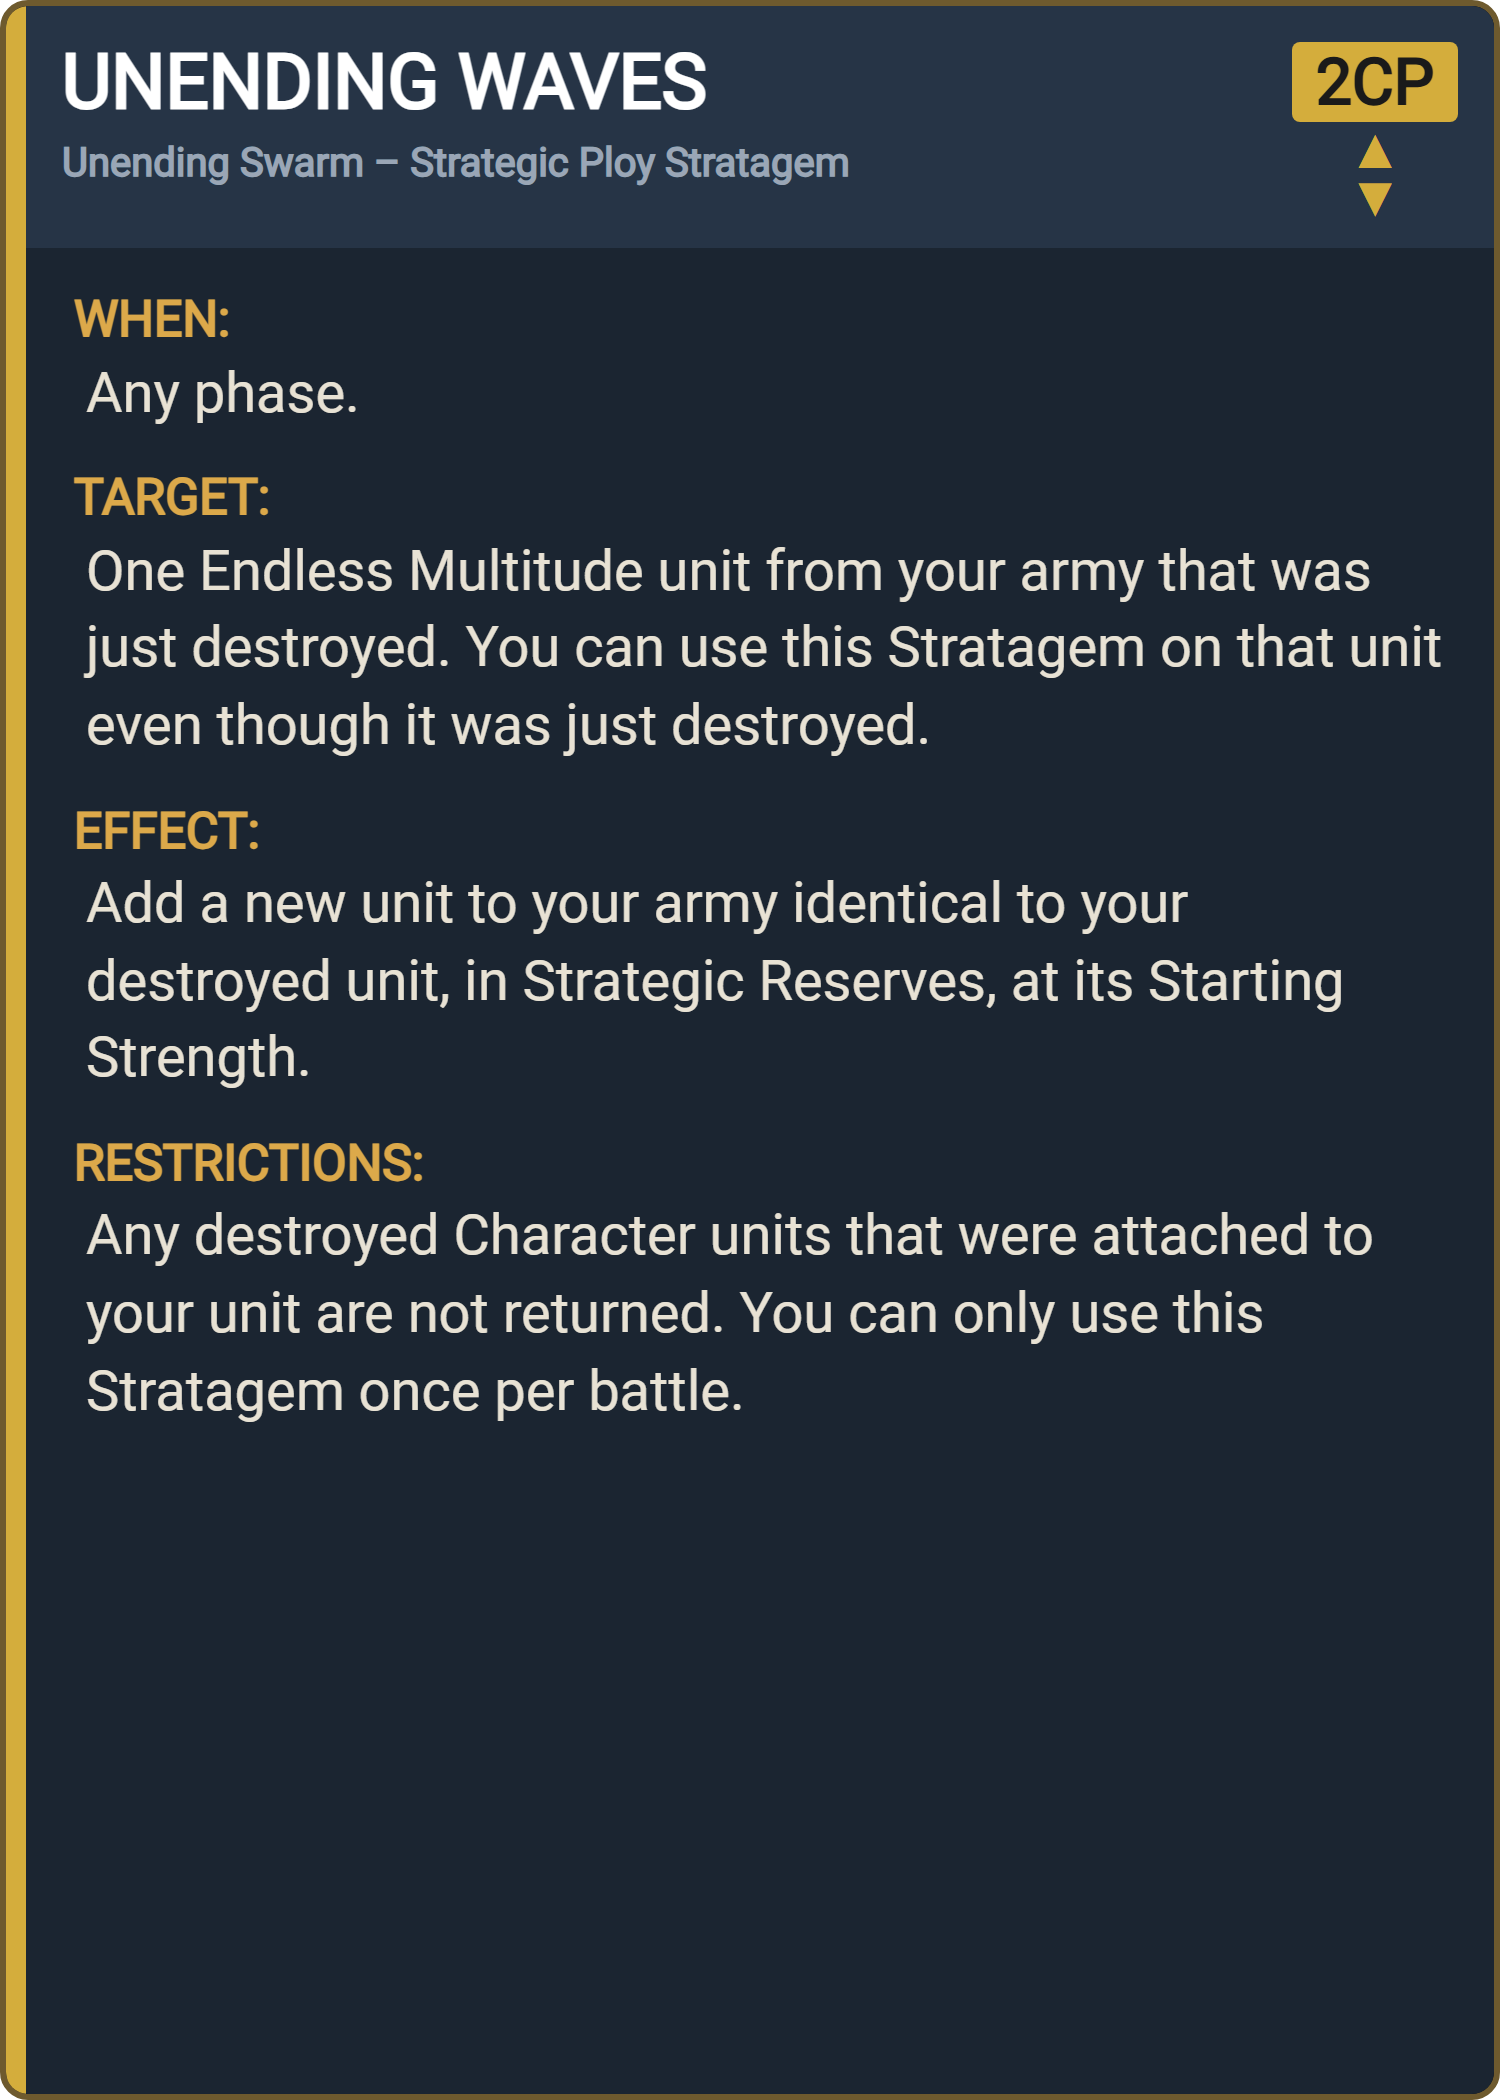 UNENDING WAVES
2CP
Unending Swarm – Strategic Ploy Stratagem
WHEN:
Any phase.
TARGET:
One Endless Multitude unit from your army that was
just destroyed. You can use this Stratagem on that unit
even though it was just destroyed.
EFFECT:
Add a new unit to your army identical to your
destroyed unit, in Strategic Reserves, at its Starting
Strength.
RESTRICTIONS:
Any destroyed Character units that were attached to
your unit are not returned. You can only use this
Stratagem once per battle.